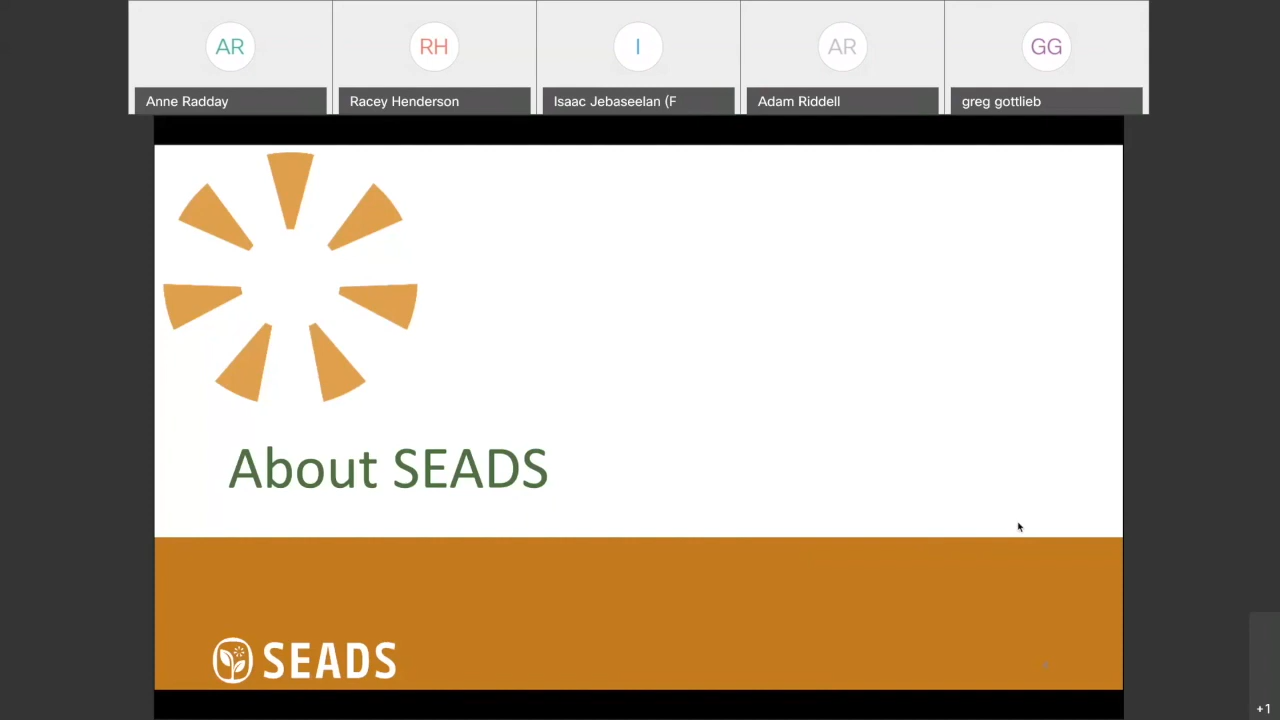 AR
RH
I
AR
GG
Anne Radday
Racey Henderson
Isaac Jebaseelan (F
Adam Riddell
greg gottlieb
About SEADS
SEADS
+1